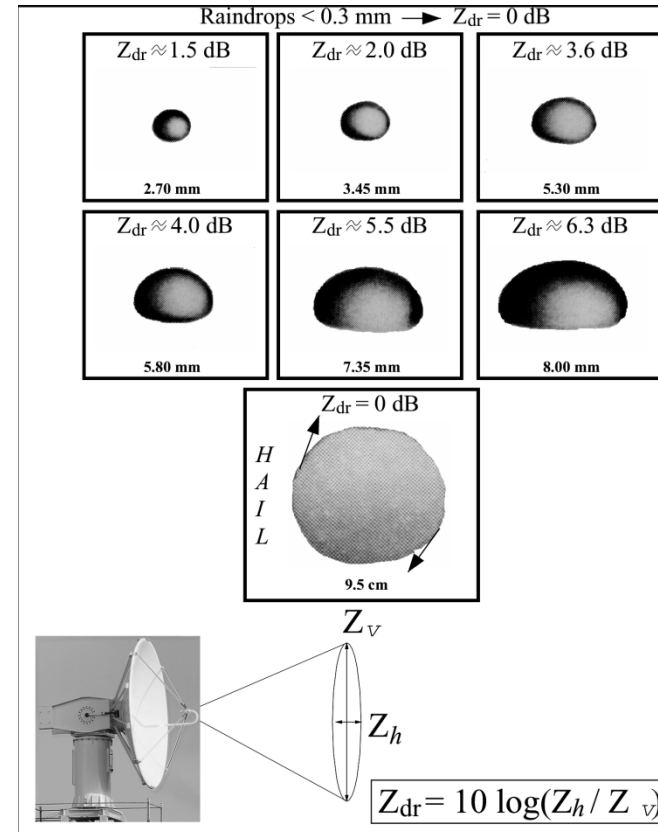 Raindrops < 0.3 mm → Zdr = 0 dB
Zdr ≈ 1.5 dB
2.70 mm
Zdr ≈ 2.0 dB
3.45 mm
Zdr ≈ 3.6 dB
5.30 mm
Zdr ≈ 4.0 dB
5.80 mm
Zdr ≈ 5.5 dB
7.35 mm
Zdr ≈ 6.3 dB
8.00 mm
Zdr = 0 dB
H
A
I
L
9.5 cm
Zv
Zh
Zdr = 10 log(Zh / Z v)